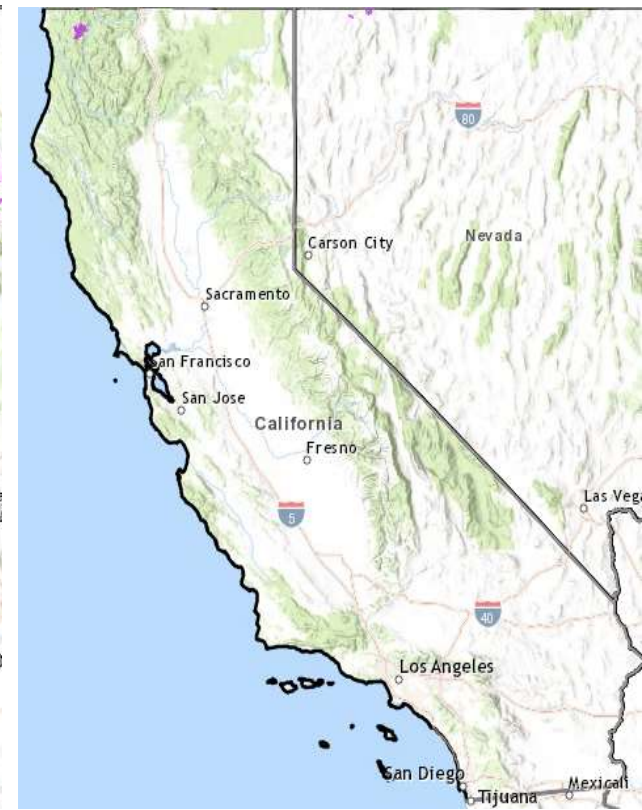 80
Carson City
Nevada
Sacramento
San Francisco
San Jose
California
Fresno
Las Vega
5
40
Los Angeles
San Diego
Mexicali
Tijuana